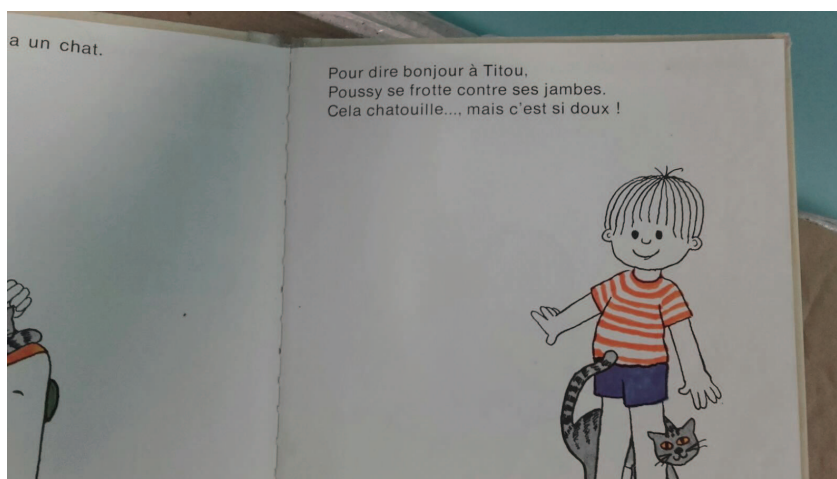 a un chat.
Pour dire bonjour à Titou,
Poussy se frotte contre ses jambes.
Cela chatouille..., mais c'est si doux !